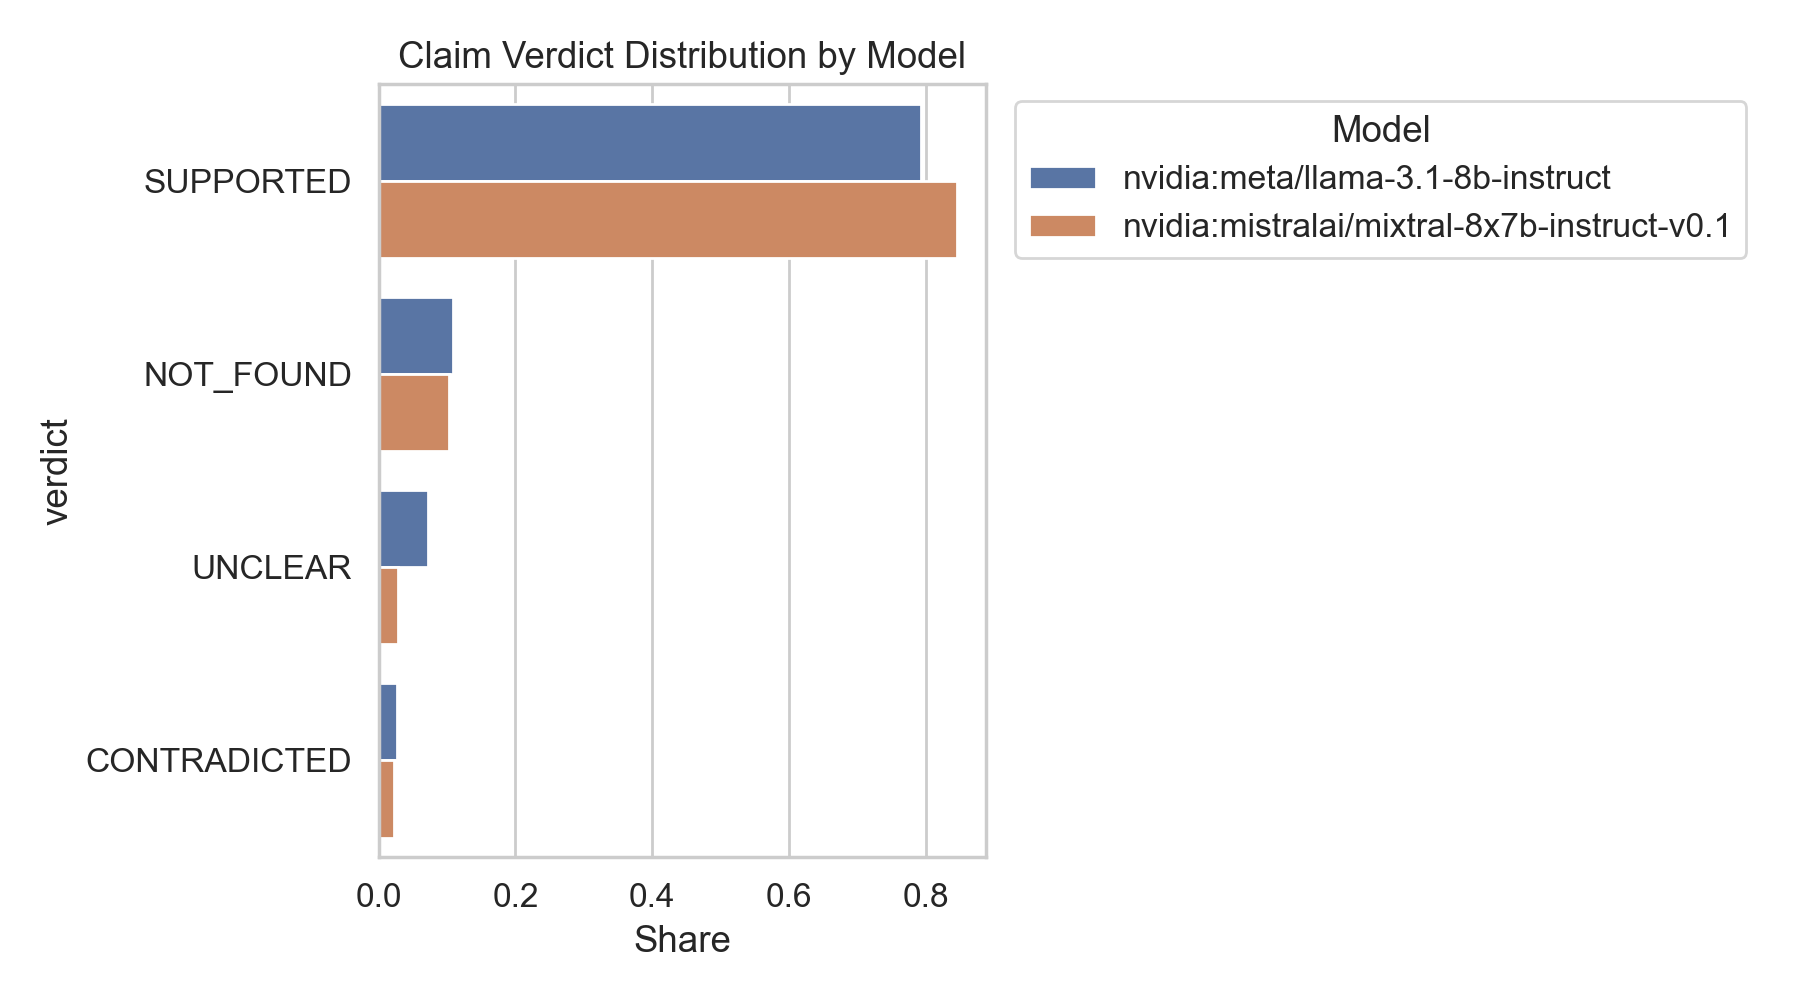 Claim Verdict Distribution by Model
Model
nvidia:meta/llama-3.1-8b-instruct
nvidia:mistralai/mixtral-8x7b-instruct-v0.1
verdict
SUPPORTED
NOT_FOUND
UNCLEAR
CONTRADICTED
0.0 0.2 0.4 0.6 0.8
Share